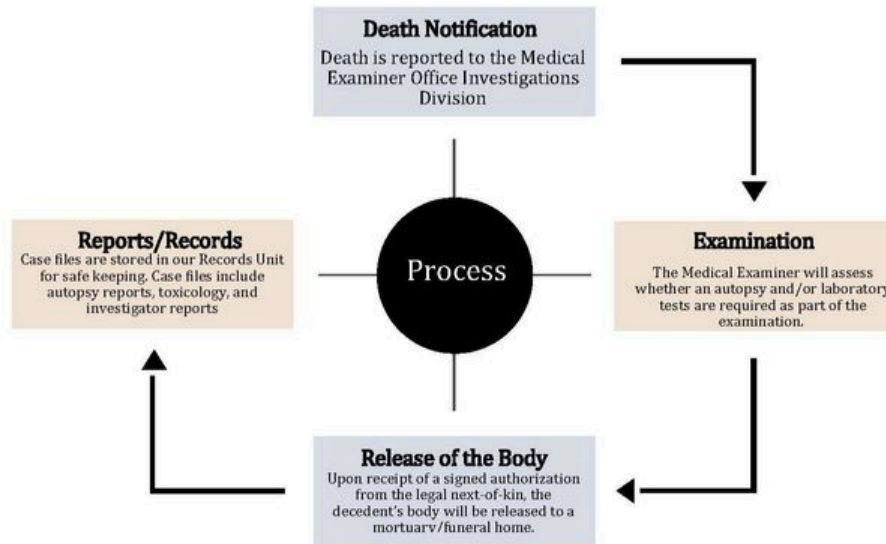 Death Notification
Death is reported to the Medical
Examiner Office Investigations
Division
Reports/Records
Case files are stored in our Records Unit
for safe keeping. Case files include
autopsy reports, toxicology, and
investigator reports
Process
Examination
The Medical Examiner will assess
whether an autopsy and/or laboratory
tests are required as part of the
examination.
Release of the Body
Upon receipt of a signed authorization
from the legal next-of-kin, the
decedent's body will be released to a
mortuary/funeral home.